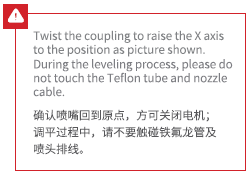 Twist the coupling to raise the X axis
to the position as picture shown.
During the leveling process, please do
not touch the Teflon tube and nozzle
cable.
确认喷嘴回到原点，方可关闭电机；
调平过程中，请不要触碰铁氟龙管及
喷头排线。